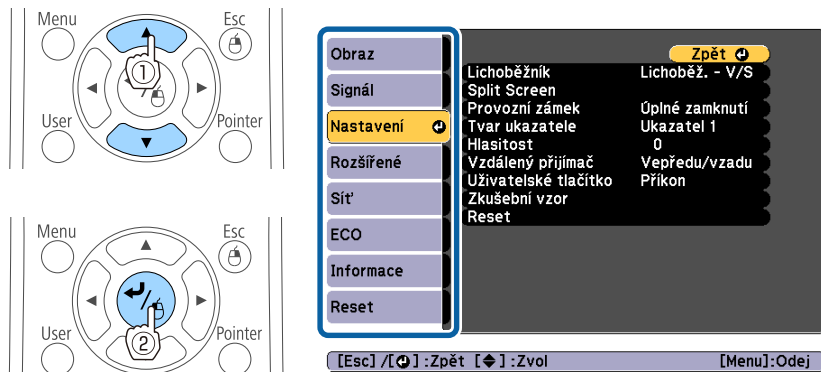 Menu
Esc
1
User
Pointer
Menu
Esc
User
Pointer
2
Obraz
Signál
Nastavení
Rozšířené
Síť
ECO
Informace
Reset
Zpět
Lichoběžník Lichoběž. - V/S
Split Screen
Provozní zámek Úplné zamknutí
Tvar ukazatele Ukazatel 1
Hlasitost 0
Vzdálený přijímač Vepředu/vzadu
Uživatelské tlačítko Příkon
Zkušební vzor
Reset
[Esc] /[ ] :Zpět [ ] :Zvol [Menu]:Odej